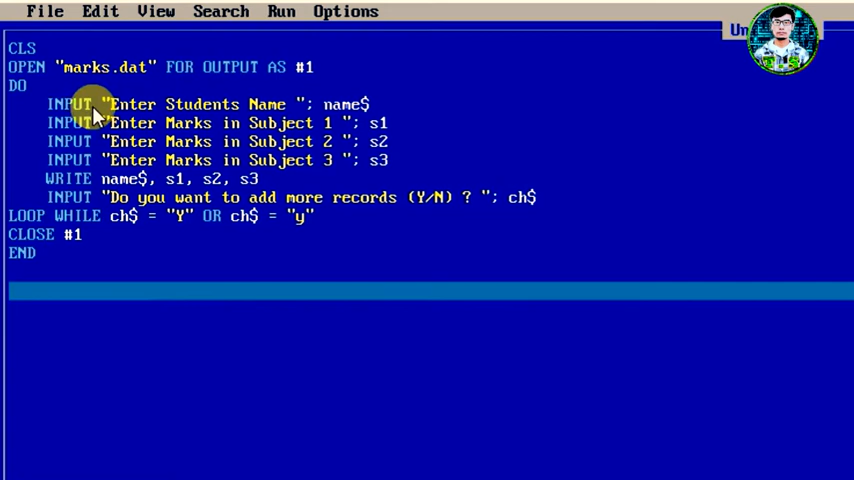 File Edit View Search Run Options
Un
CLS
OPEN "marks.dat" FOR OUTPUT AS #1
DO
INPUT "Enter Students Name "; name$
INPUT "Enter Marks in Subject 1 "; s1
INPUT "Enter Marks in Subject 2 "; s2
INPUT "Enter Marks in Subject 3 "; s3
WRITE name$, s1, s2, s3
INPUT "Do you want to add more records (Y/N) ? "; ch$
LOOP WHILE ch$ = "Y" OR ch$ = "y"
CLOSE #1
END